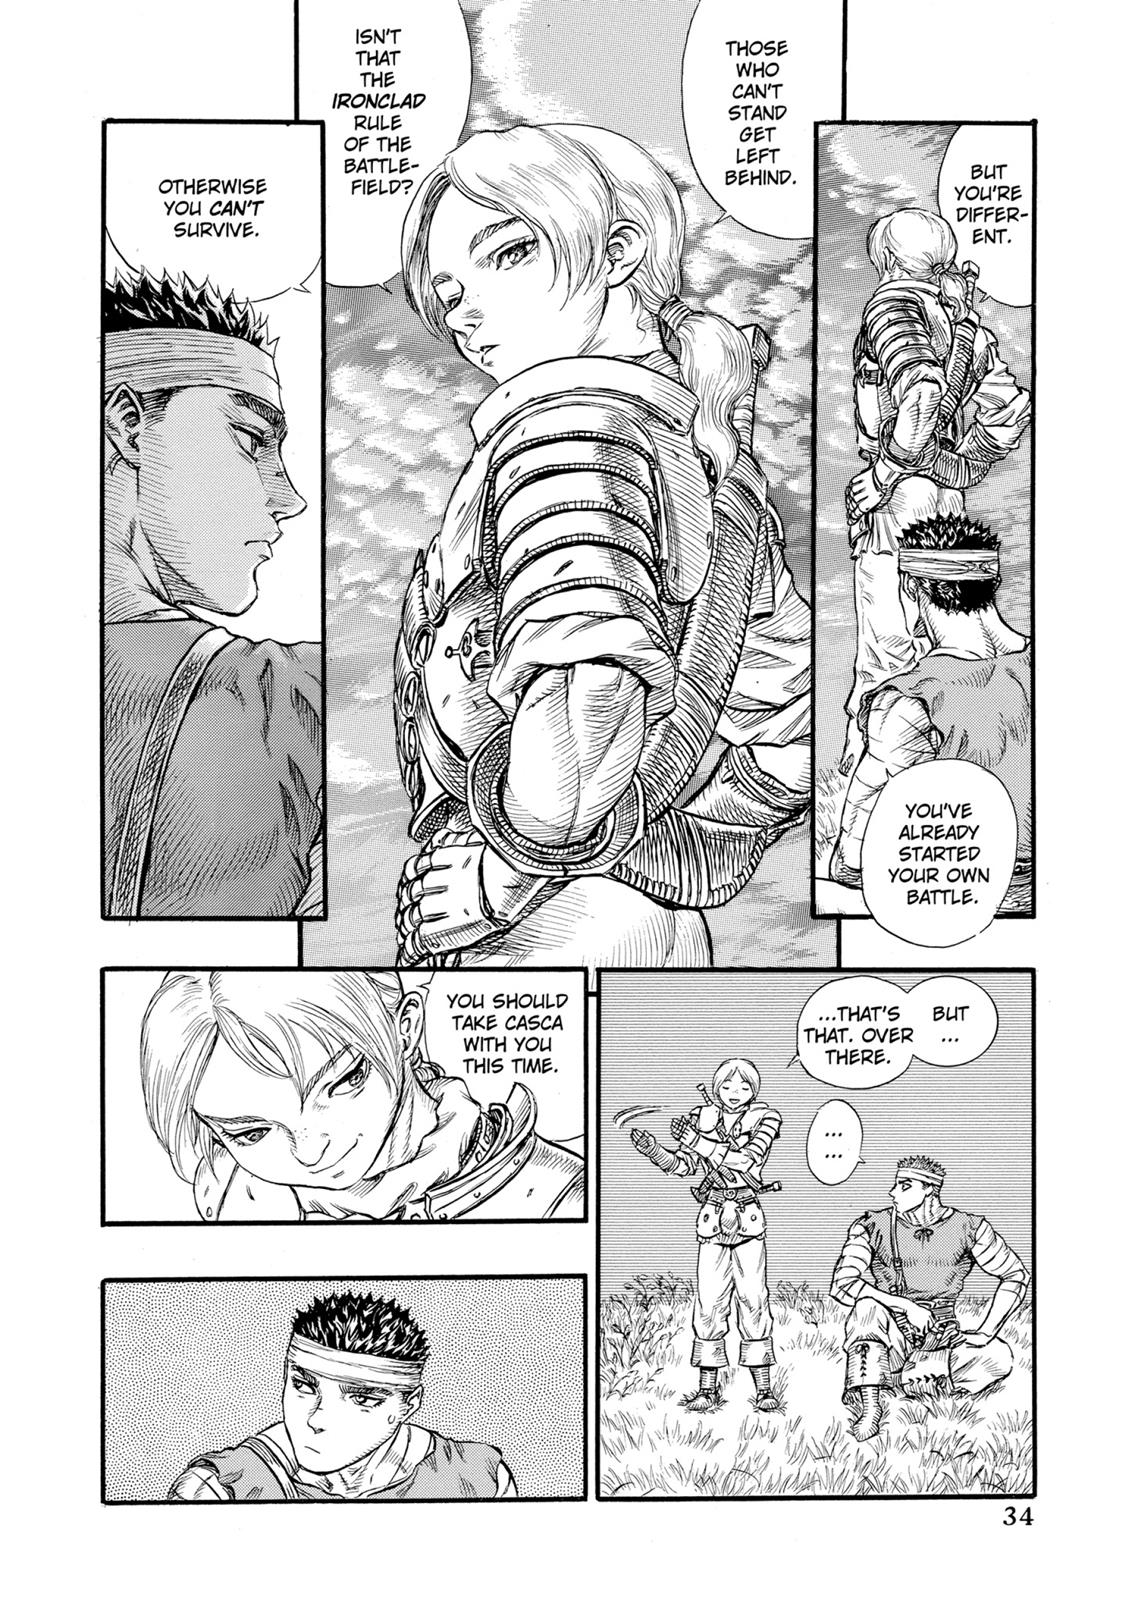 BUT
YOU'RE
DIFFER-
ENT.
YOU'VE
ALREADY
STARTED
YOUR OWN
BATTLE.
THOSE
WHO
CAN'T
STAND
GET
LEFT
BEHIND.
ISN'T
THAT
THE
IRONCLAD
RULE
OF THE
BATTLE-
FIELD?
OTHERWISE
YOU CAN'T
SURVIVE.
BUT
...
...THAT'S
THAT. OVER
THERE.
...
...
YOU SHOULD
TAKE CASCA
WITH YOU
THIS TIME.
34